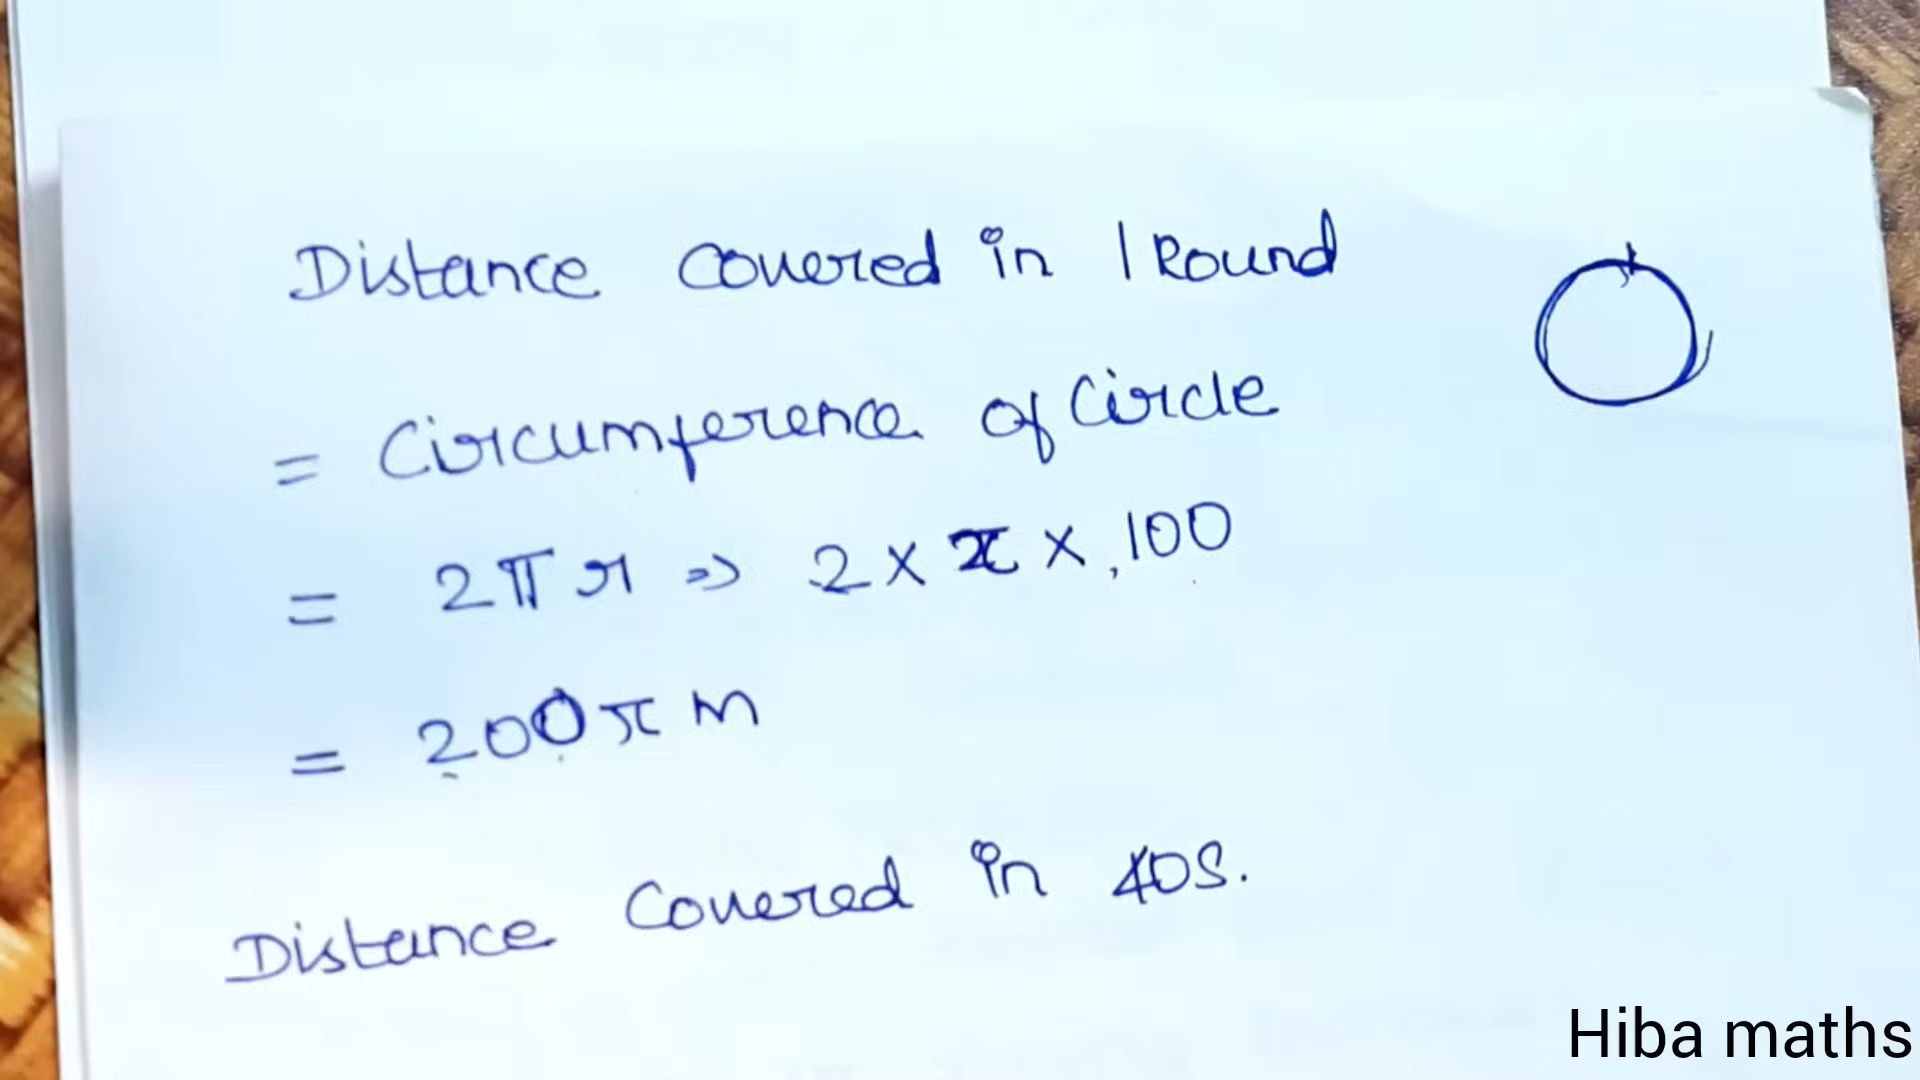 Distance covered in 1 Round
= Circumference of Circle
= 2πr ⇒ 2 × π × 100
= 200π m
Distance Covered in 40s.
Hiba maths